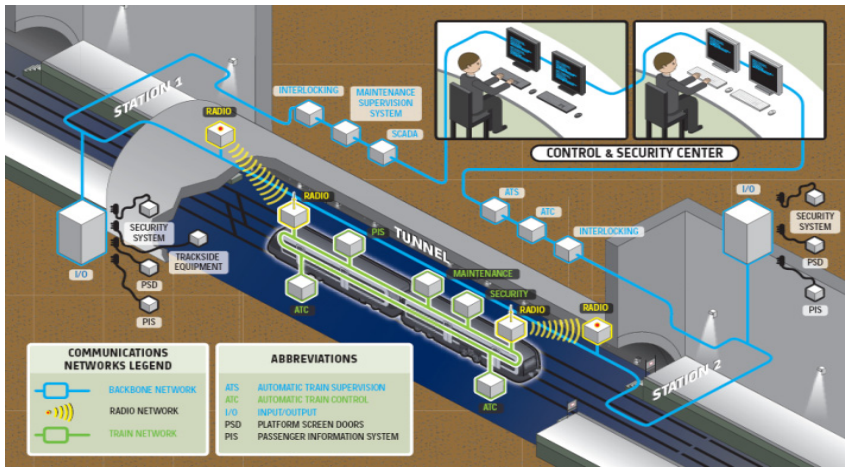 STATION 1
RADIO
INTERLOCKING
MAINTENANCE
SUPERVISION
SYSTEM
SCADA
CONTROL & SECURITY CENTER
RADIO
PIS
TUNNEL
MAINTENANCE
SECURITY
RADIO
RADIO
ATC
ATC
ATS
ATC
INTERLOCKING
I/O
SECURITY
SYSTEM
PSD
PIS
SECURITY
SYSTEM
TRACKSIDE
EQUIPMENT
I/O
PSD
PIS
STATION 2
COMMUNICATIONS
NETWORKS LEGEND
BACKBONE NETWORK
RADIO NETWORK
TRAIN NETWORK
ABBREVIATIONS
ATS AUTOMATIC TRAIN SUPERVISION
ATC AUTOMATIC TRAIN CONTROL
I/O INPUT/OUTPUT
PSD PLATFORM SCREEN DOORS
PIS PASSENGER INFORMATION SYSTEM